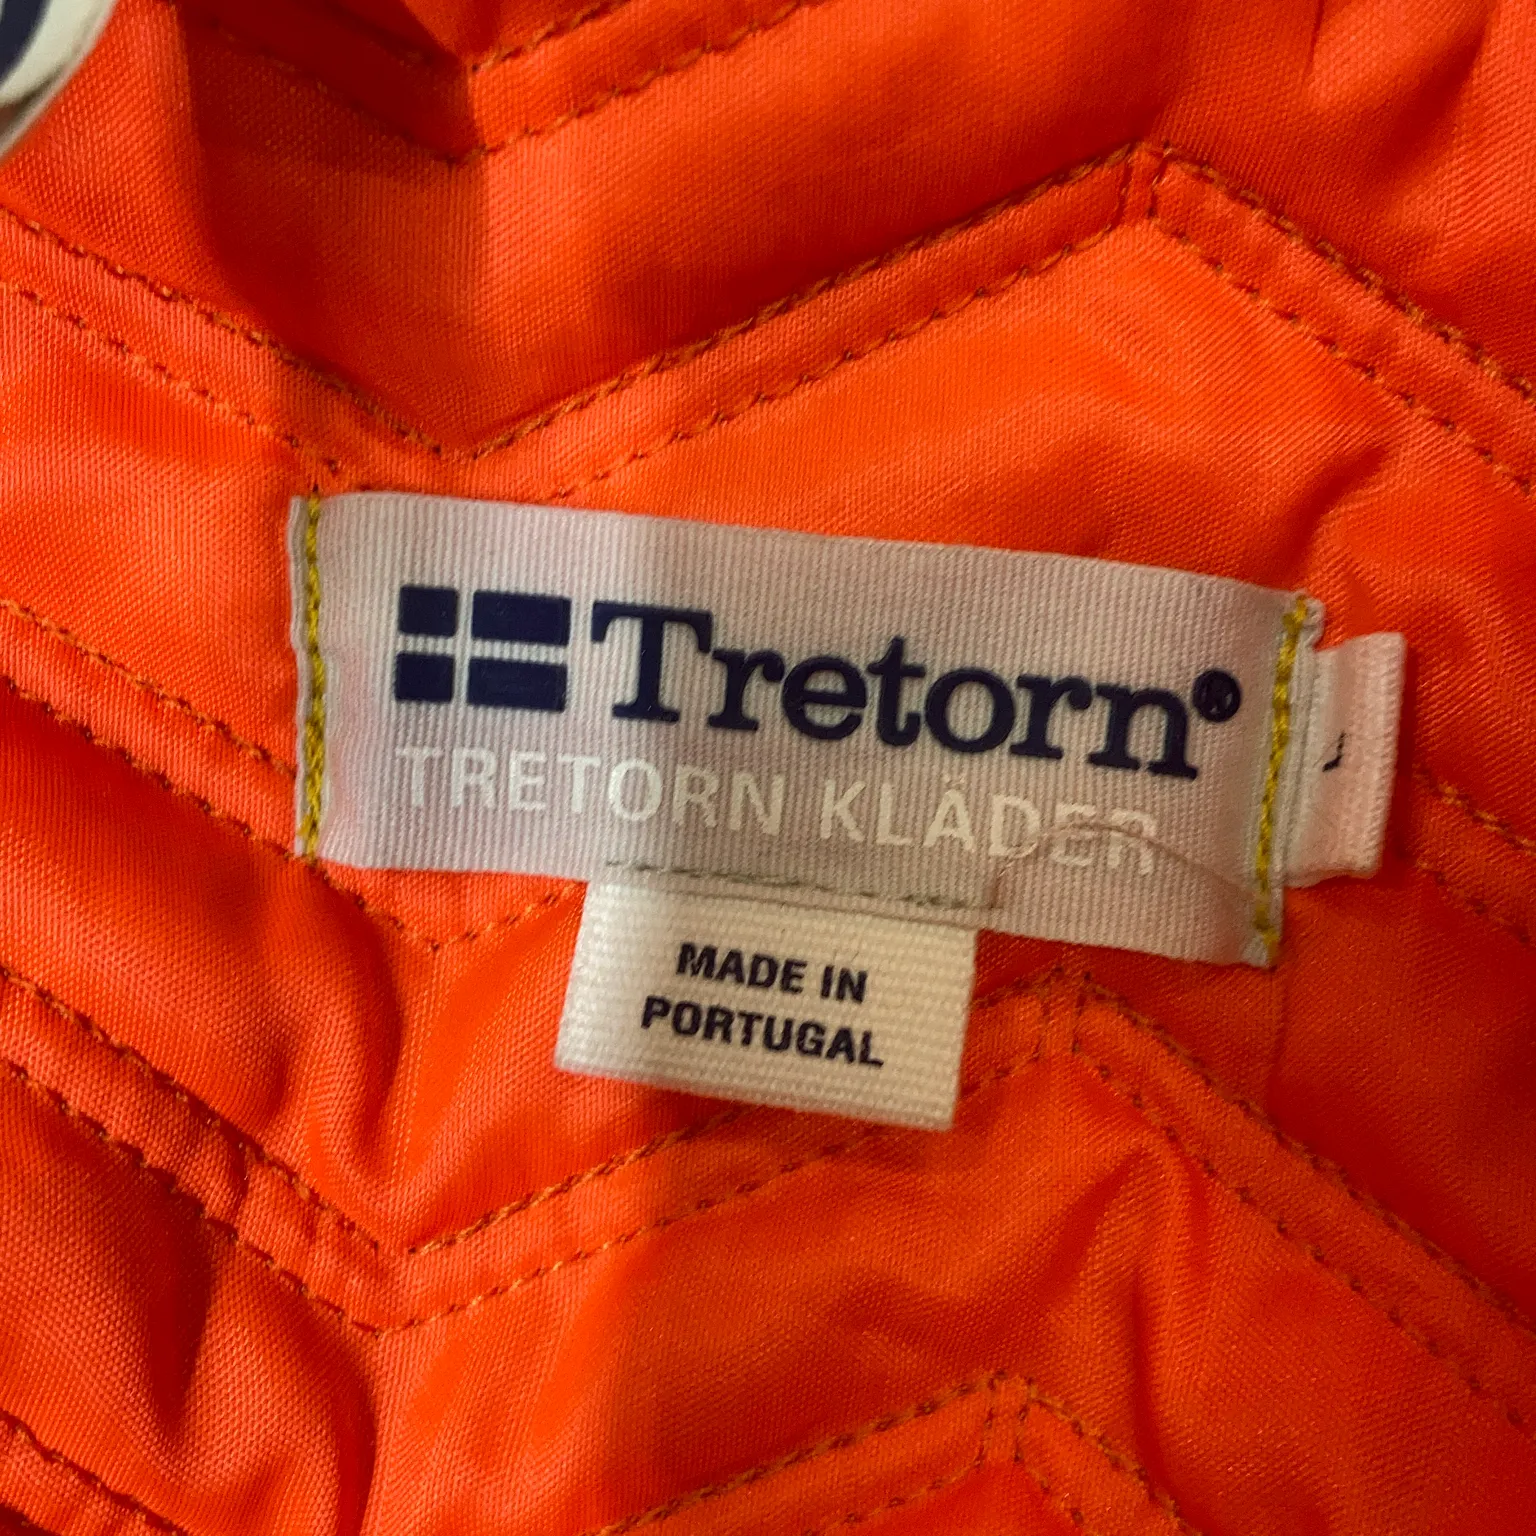 Tretorn®
TRETORN KLÄDER
MADE IN
PORTUGAL